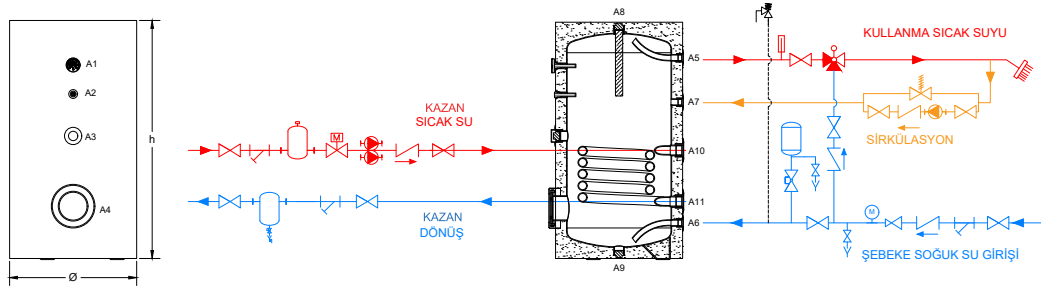 A1
A2
A3
A4
h
Ø
KAZAN
SICAK SU
M
KAZAN
DÖNÜŞ
A8
A5
A7
A10
A11
A6
A9
KULLANMA SICAK SUYU
SİRKÜLASYON
M
ŞEBEKE SOĞUK SU GİRİŞİ